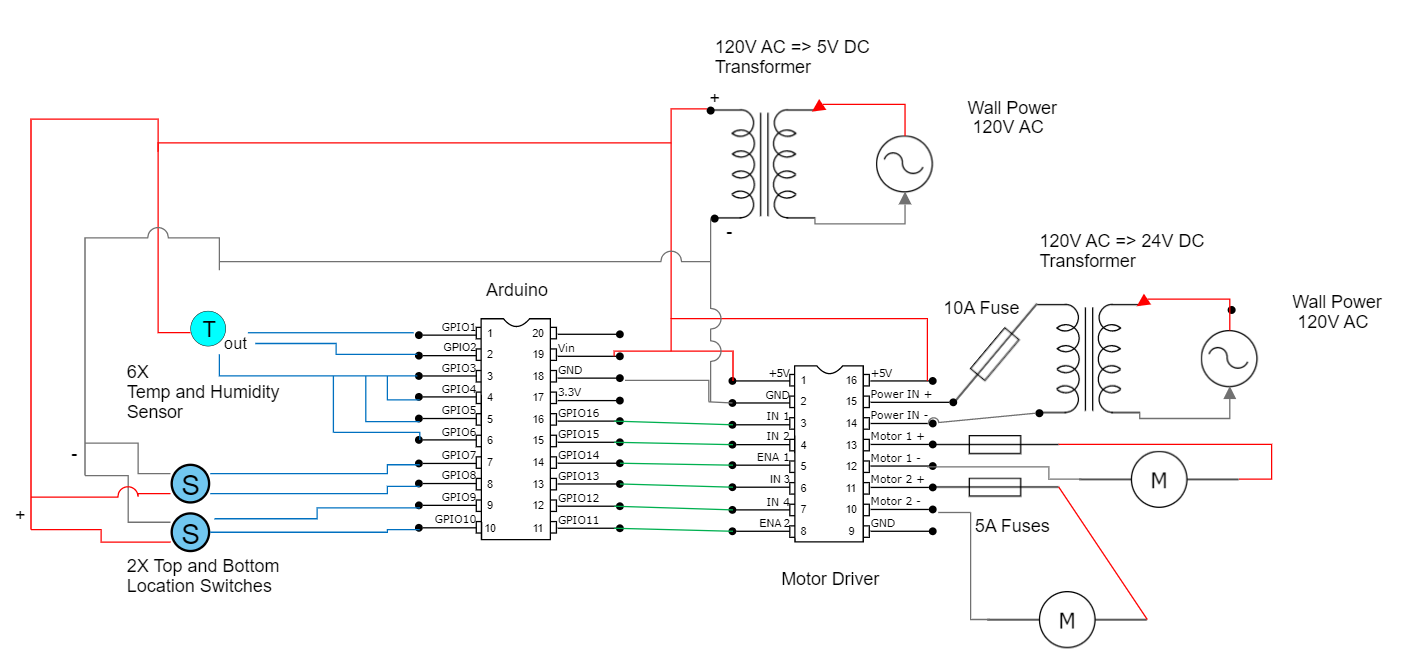 120V AC => 5V DC
Transformer
+
Wall Power
120V AC
-
120V AC => 24V DC
Transformer
Wall Power
120V AC
10A Fuse
Arduino
T
out
6X
Temp and Humidity
Sensor
GPIO1 1
GPIO2 2
GPIO3 3
GPIO4 4
GPIO5 5
GPIO6 6
GPIO7 7
GPIO8 8
GPIO9 9
GPIO10 10
20
19 Vin
18 GND
17 3.3V
16 GPIO16
15 GPIO15
14 GPIO14
13 GPIO13
12 GPIO12
11 GPIO11
+5V 1
GND 2
IN 1 3
IN 2 4
ENA 1 5
IN 3 6
IN 4 7
ENA 2 8
16 +5V
15 Power IN +
14 Power IN -
13 Motor 1 +
12 Motor 1 -
11 Motor 2 +
10 Motor 2 -
9 GND
-
S
+
S
2X Top and Bottom
Location Switches
M
5A Fuses
Motor Driver
M